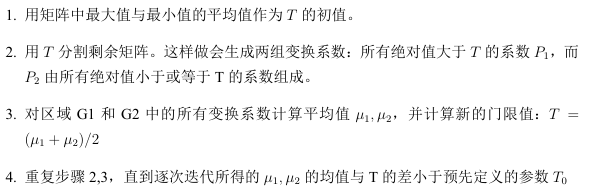 1. 用矩阵中最大值与最小值的平均值作为 T 的初值。
2. 用 T 分割剩余矩阵。这样做会生成两组变换系数：所有绝对值大于 T 的系数 P₁，而
P₂ 由所有绝对值小于或等于 T 的系数组成。
3. 对区域 G1 和 G2 中的所有变换系数计算平均值 μ₁, μ₂，并计算新的门限值：T =
(μ₁ + μ₂)/2
4. 重复步骤 2,3，直到逐次迭代所得的 μ₁, μ₂ 的均值与 T 的差小于预先定义的参数 T₀